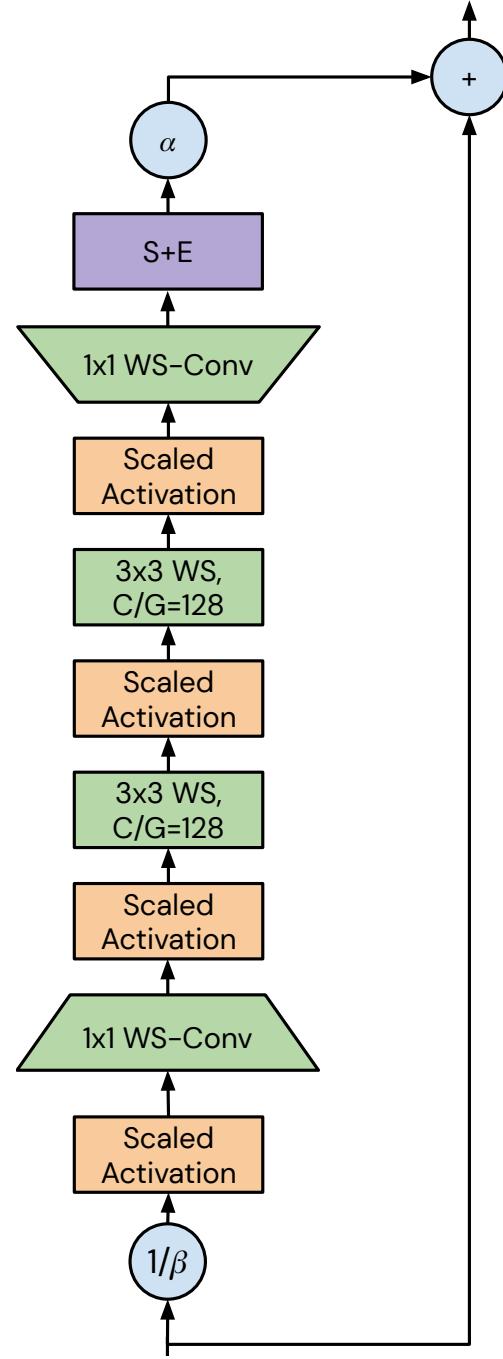 +
α
S+E
1x1 WS-Conv
Scaled
Activation
3x3 WS,
C/G=128
Scaled
Activation
3x3 WS,
C/G=128
Scaled
Activation
1x1 WS-Conv
Scaled
Activation
1/β